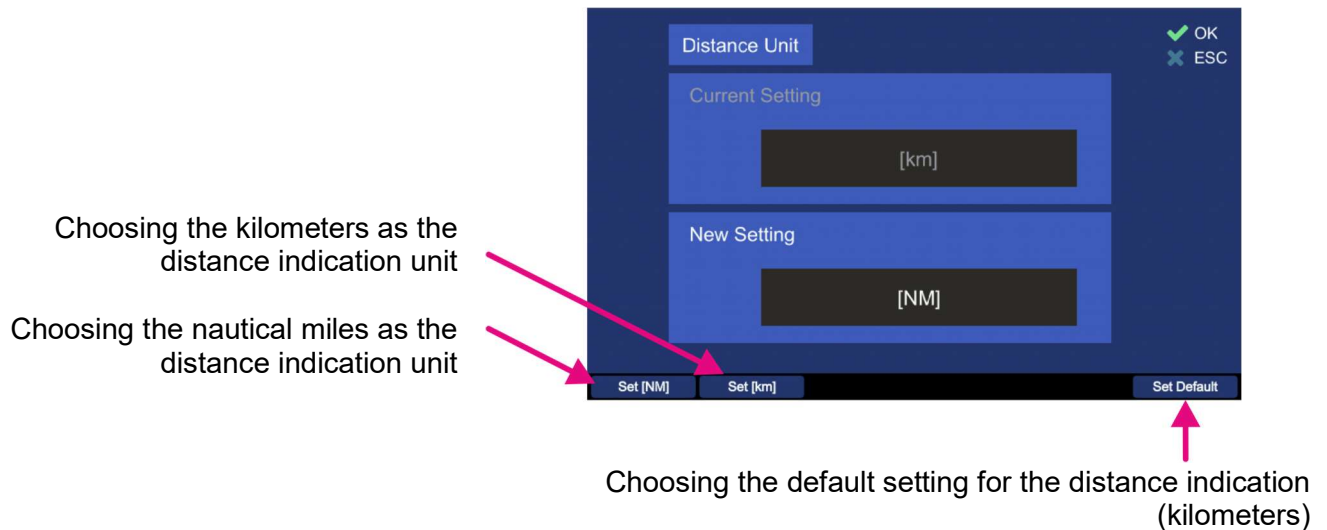 Distance Unit
OK
ESC
Current Setting
[km]
New Setting
[NM]
Choosing the kilometers as the
distance indication unit
Choosing the nautical miles as the
distance indication unit
Set [NM]
Set [km]
Set Default
Choosing the default setting for the distance indication
(kilometers)